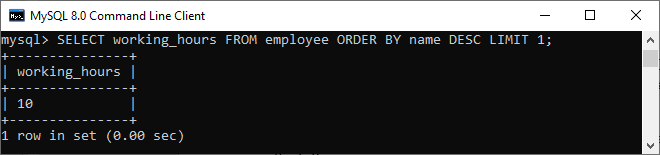 MySQL 8.0 Command Line Client
mysql> SELECT working_hours FROM employee ORDER BY name DESC LIMIT 1;
+---------------+
| working_hours |
+---------------+
| 10            |
+---------------+
1 row in set (0.00 sec)